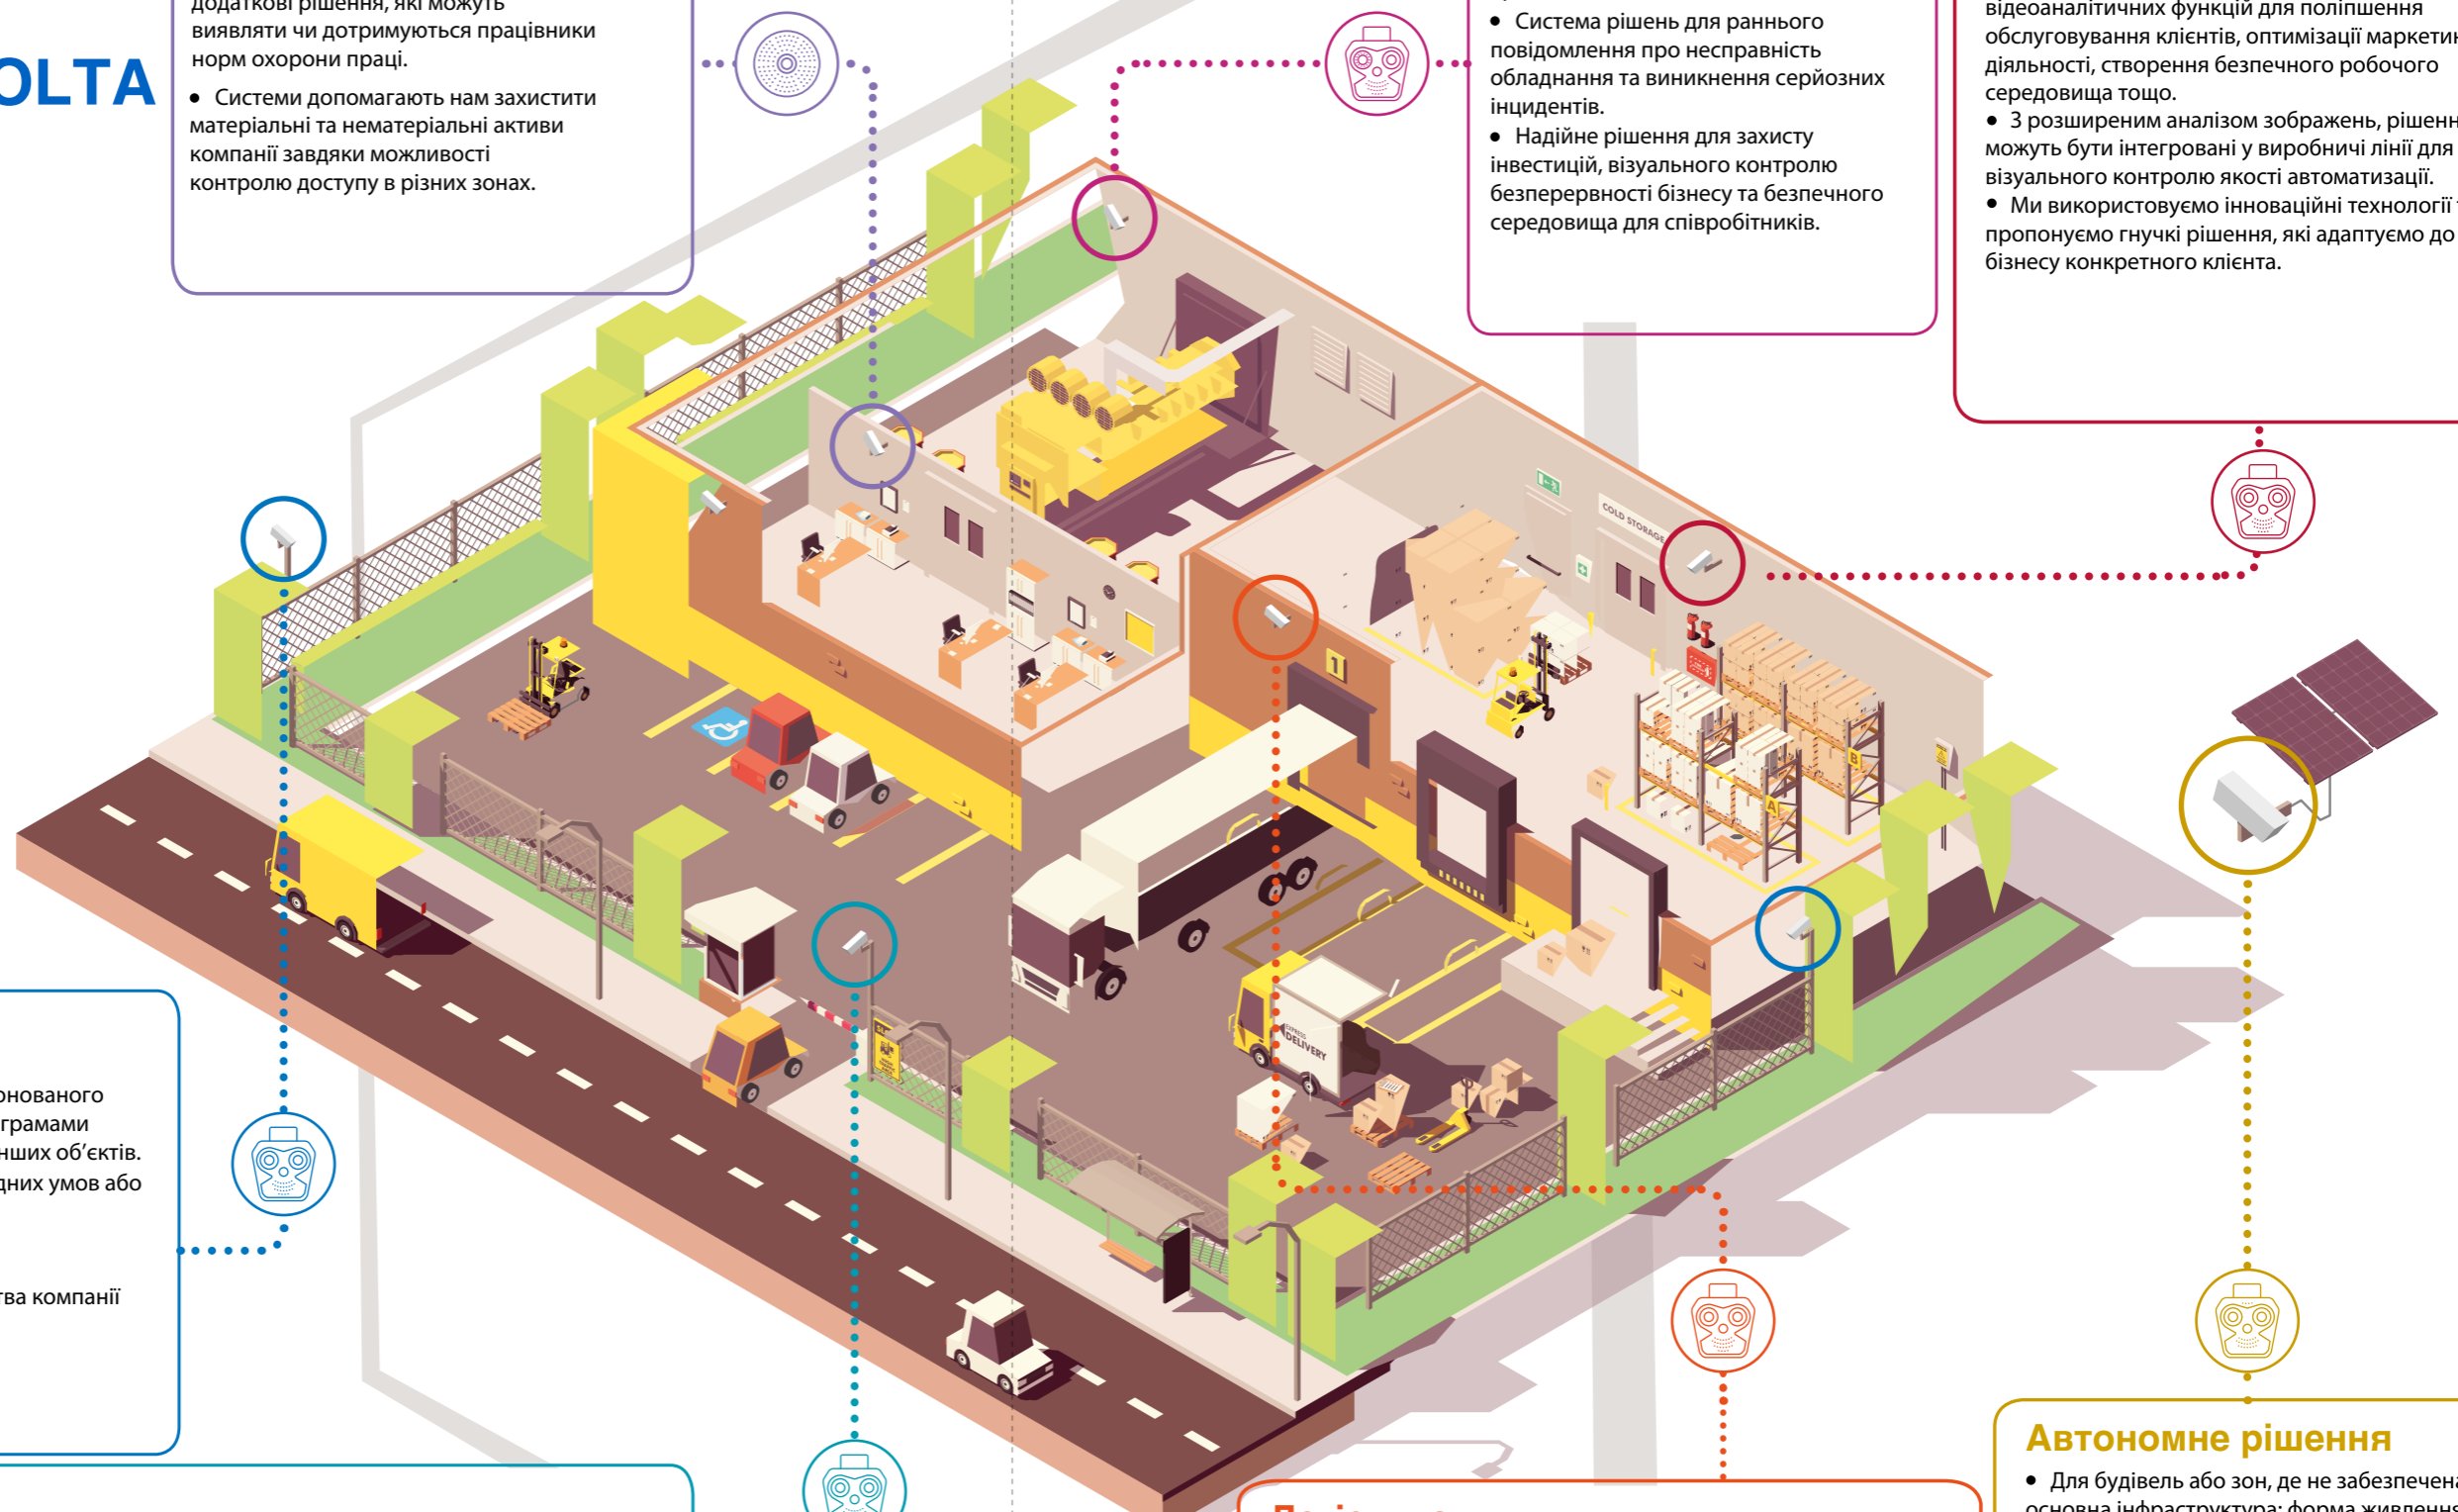 OLTA
додаткові рішення, які можуть
виявляти чи дотримуються працівники
норм охорони праці.
• Системи допомагають нам захистити
матеріальні та нематеріальні активи
компанії завдяки можливості
контролю доступу в різних зонах.
• Система рішень для раннього
повідомлення про несправність
обладнання та виникнення серйозних
інцидентів.
• Надійне рішення для захисту
інвестицій, візуального контролю
безперервності бізнесу та безпечного
середовища для співробітників.
відеоаналітичних функцій для поліпшення
обслуговування клієнтів, оптимізації
діяльності, створення безпечного робочого
середовища тощо.
• З розширеним аналізом зображень,
можуть бути інтегровані у виробничі лінії для
візуального контролю якості автоматизації.
• Ми використовуємо інноваційні технології
пропонуємо гнучкі рішення, які адаптуємо до
бізнесу конкретного клієнта.
COLD STORAGE
1
B
A
EXPRESS
DELIVERY
онованого
грамами
нших об’єктів.
дних умов або
тва компанії
Автономне рішення
• Для будівель або зон, де не забезпечена
основна інфраструктура: форма живлення